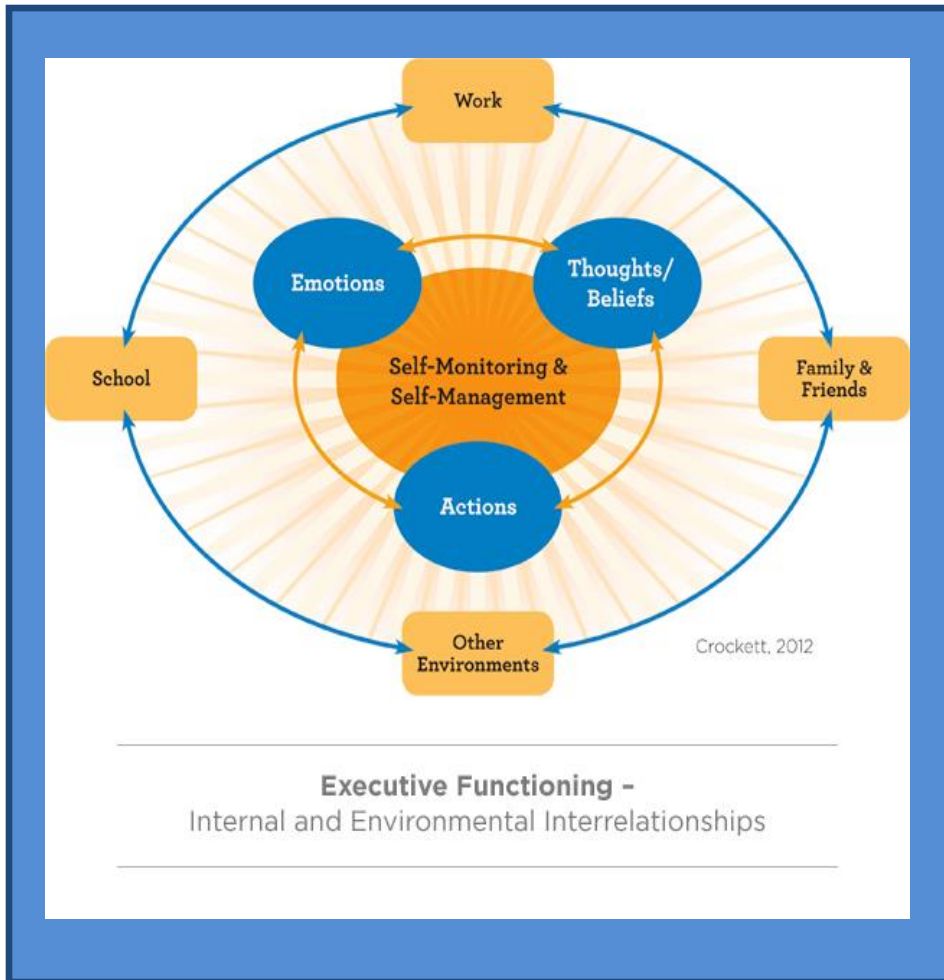 Work
Emotions
Thoughts/
Beliefs
Self-Monitoring &
Self-Management
School
Family &
Friends
Actions
Other
Environments
Crockett, 2012
Executive Functioning –
Internal and Environmental Interrelationships